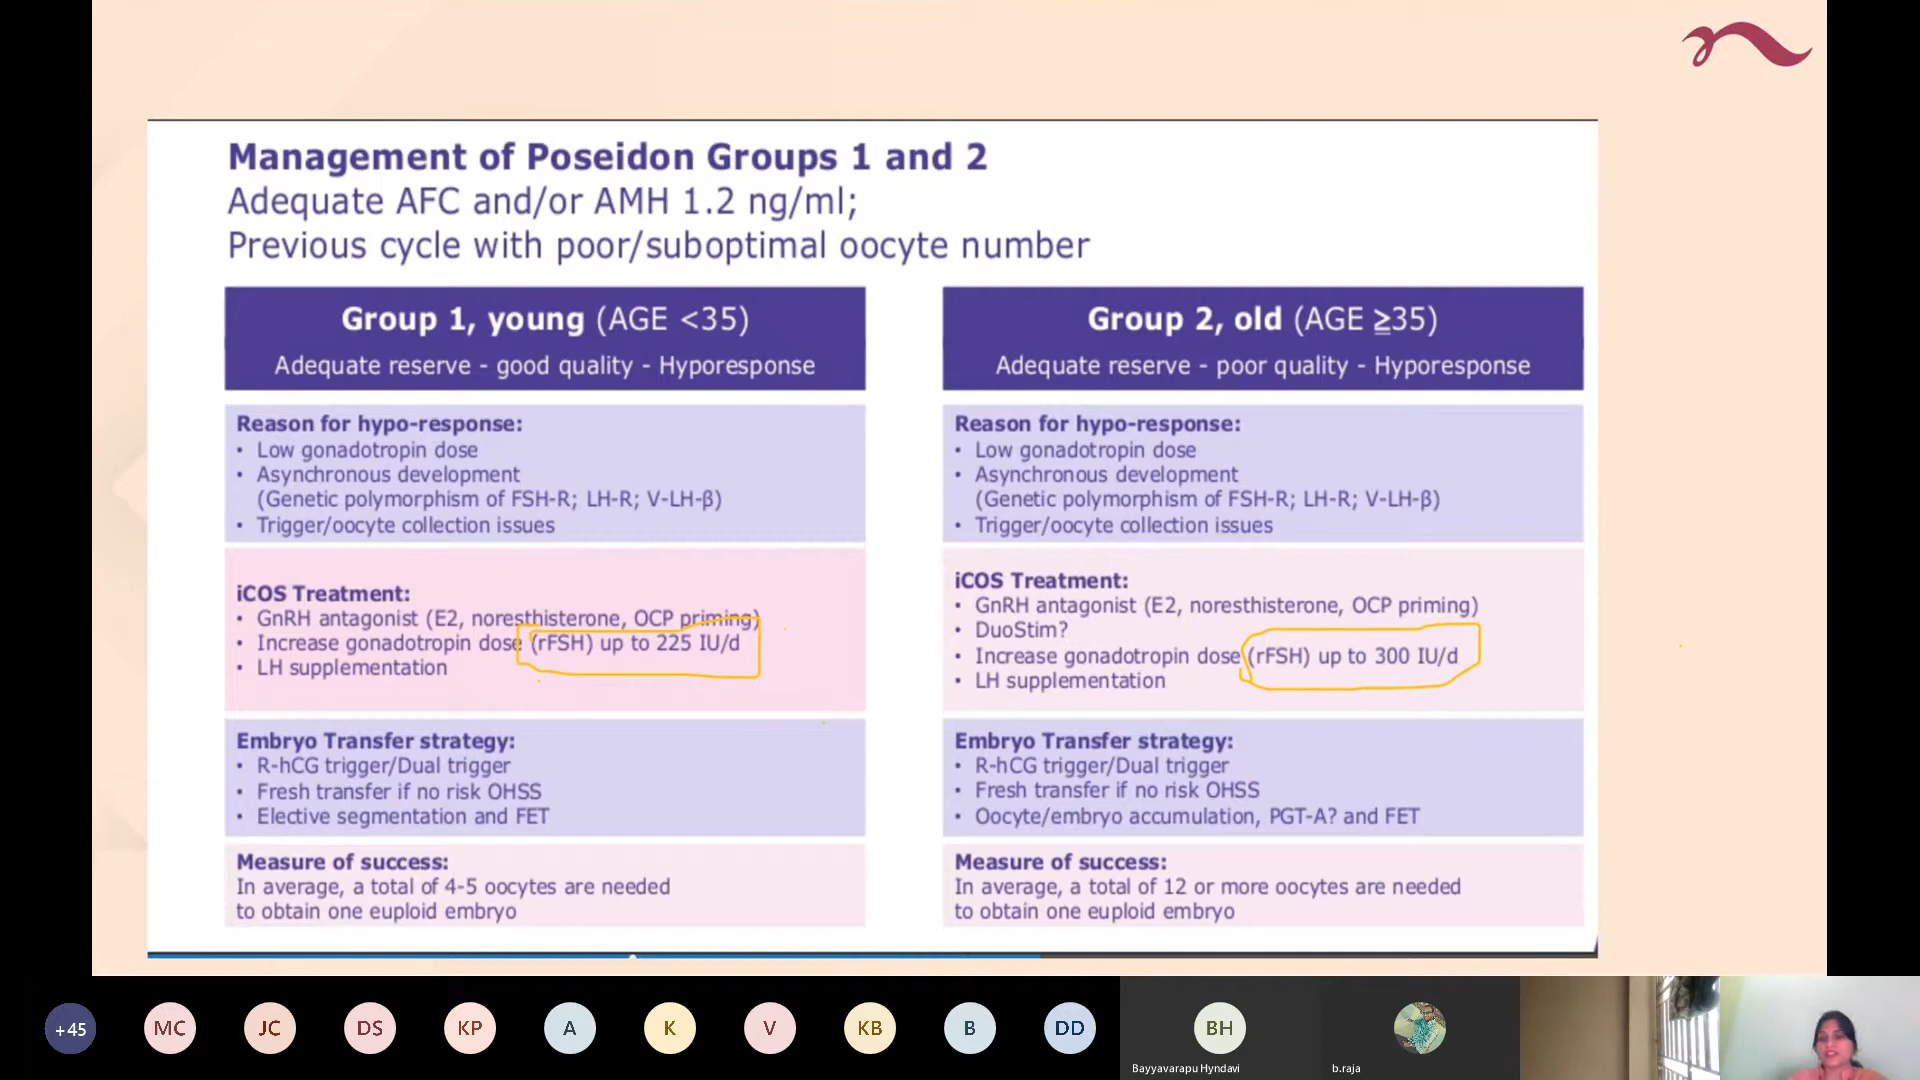 Management of Poseidon Groups 1 and 2
Adequate AFC and/or AMH 1.2 ng/ml;
Previous cycle with poor/suboptimal oocyte number
Group 1, young (AGE <35)
Adequate reserve - good quality - Hyporesponse
Reason for hypo-response:
• Low gonadotropin dose
• Asynchronous development
(Genetic polymorphism of FSH-R; LH-R; V-LH-β)
• Trigger/oocyte collection issues
iCOS Treatment:
• GnRH antagonist (E2, noresthisterone, OCP priming)
• Increase gonadotropin dose (rFSH) up to 225 IU/d
• LH supplementation
Embryo Transfer strategy:
• R-hCG trigger/Dual trigger
• Fresh transfer if no risk OHSS
• Elective segmentation and FET
Measure of success:
In average, a total of 4-5 oocytes are needed
to obtain one euploid embryo
Group 2, old (AGE ≧35)
Adequate reserve - poor quality - Hyporesponse
Reason for hypo-response:
• Low gonadotropin dose
• Asynchronous development
(Genetic polymorphism of FSH-R; LH-R; V-LH-β)
• Trigger/oocyte collection issues
iCOS Treatment:
• GnRH antagonist (E2, noresthisterone, OCP priming)
• DuoStim?
• Increase gonadotropin dose (rFSH) up to 300 IU/d
• LH supplementation
Embryo Transfer strategy:
• R-hCG trigger/Dual trigger
• Fresh transfer if no risk OHSS
• Oocyte/embryo accumulation, PGT-A? and FET
Measure of success:
In average, a total of 12 or more oocytes are needed
to obtain one euploid embryo
+45 MC JC DS KP A K V KB B DD BH
Bayyavarapu Hyndavi b.raja